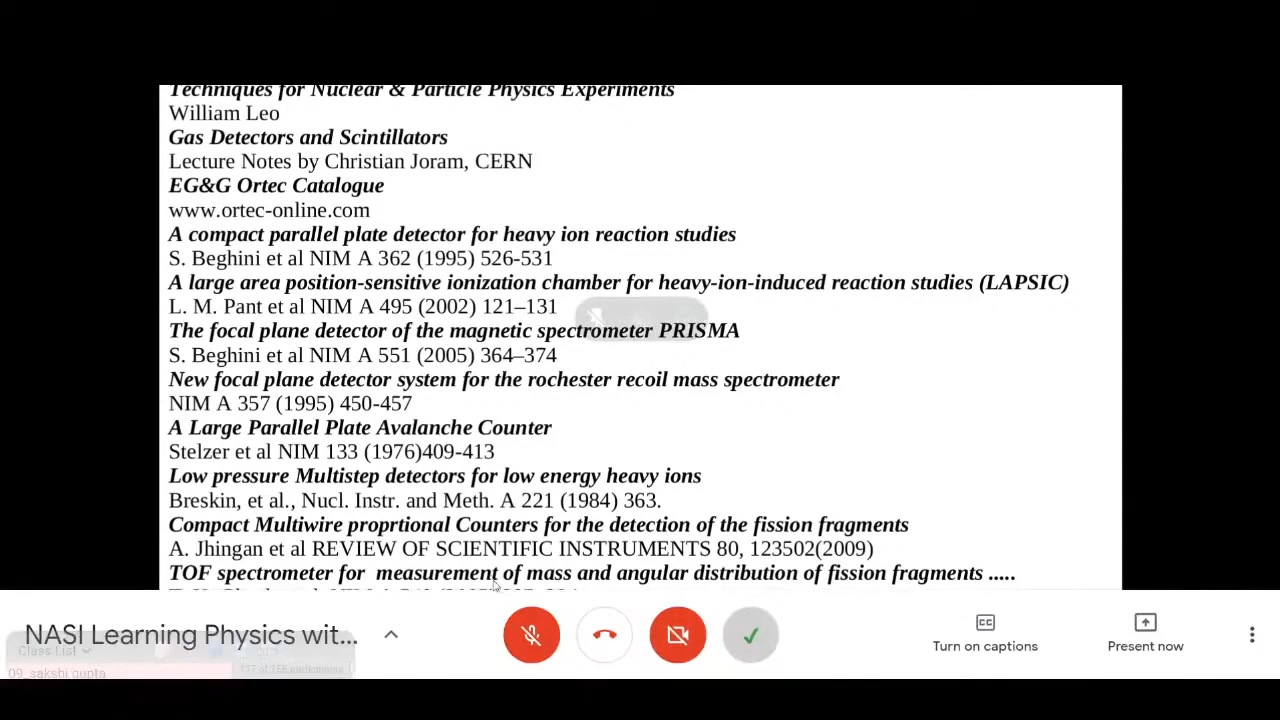 Techniques for Nuclear & Particle Physics Experiments
William Leo
Gas Detectors and Scintillators
Lecture Notes by Christian Joram, CERN
EG&G Ortec Catalogue
www.ortec-online.com
A compact parallel plate detector for heavy ion reaction studies
S. Beghini et al NIM A 362 (1995) 526-531
A large area position-sensitive ionization chamber for heavy-ion-induced reaction studies (LAPSIC)
L. M. Pant et al NIM A 495 (2002) 121–131
The focal plane detector of the magnetic spectrometer PRISMA
S. Beghini et al NIM A 551 (2005) 364–374
New focal plane detector system for the rochester recoil mass spectrometer
NIM A 357 (1995) 450-457
A Large Parallel Plate Avalanche Counter
Stelzer et al NIM 133 (1976)409-413
Low pressure Multistep detectors for low energy heavy ions
Breskin, et al., Nucl. Instr. and Meth. A 221 (1984) 363.
Compact Multiwire proprtional Counters for the detection of the fission fragments
A. Jhingan et al REVIEW OF SCIENTIFIC INSTRUMENTS 80, 123502(2009)
TOF spectrometer for measurement of mass and angular distribution of fission fragments .....
NASI Learning Physics wit...
Class List
09_sakshi gupta
CC
Turn on captions
Present now